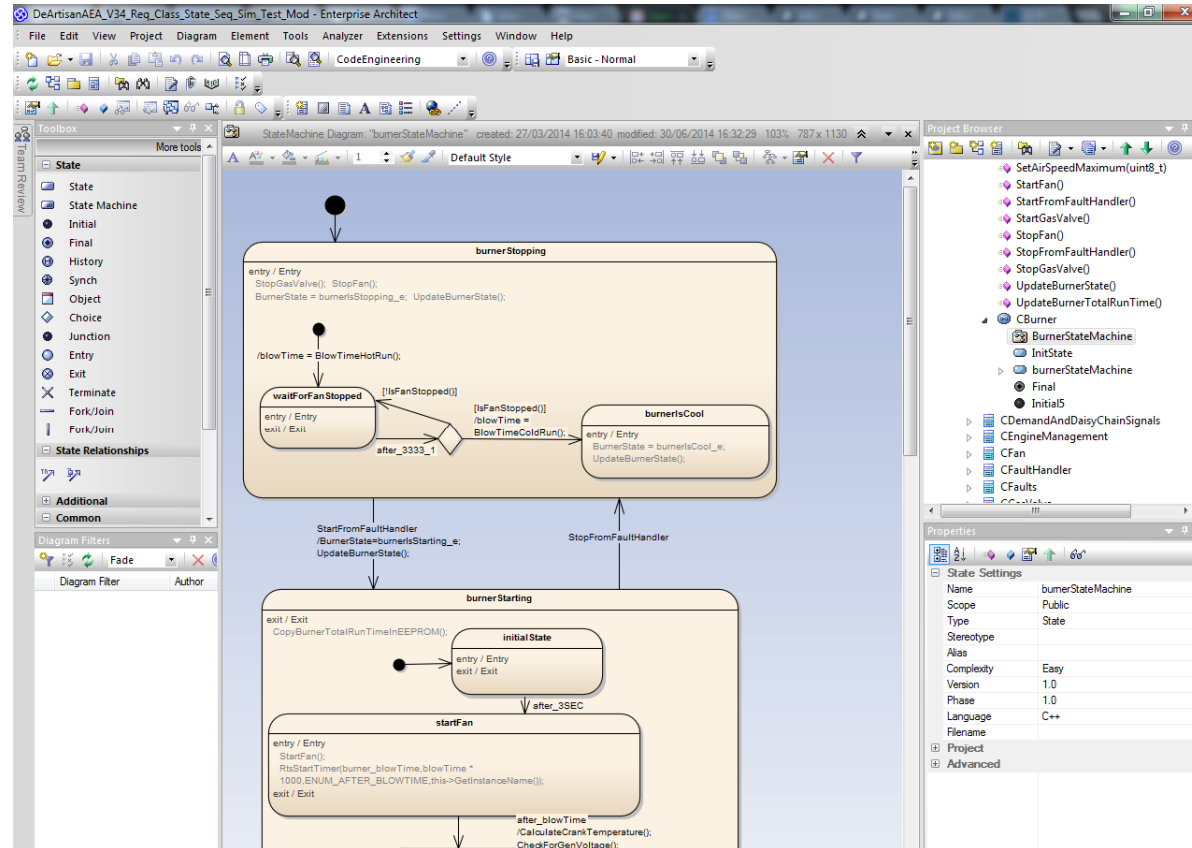 DeArtisanAEA_V34_Req_Class_State_Seq_Sim_Test_Mod - Enterprise Architect
File Edit View Project Diagram Element Tools Analyzer Extensions Settings Window Help
CodeEngineering
Basic - Normal
Toolbox
More tools
State
State
State Machine
Initial
Final
History
Synch
Object
Choice
Junction
Entry
Exit
Terminate
Fork/Join
Fork/Join
State Relationships
Additional
Common
Team Review
Diagram Filters
Fade
Diagram Filter Author
StateMachine Diagram: "burnerStateMachine" created: 27/03/2014 16:03:40 modified: 30/06/2014 16:32:29 103% 787 x 1130
1
Default Style
burnerStopping
entry / Entry
StopGasValve(); StopFan();
BurnerState = burnerIsStopping_e; UpdateBurnerState();
/blowTime = BlowTimeHotRun();
waitForFanStopped
entry / Entry
exit / Exit
[!IsFanStopped()]
after_3333_1
[IsFanStopped()]
/blowTime =
BlowTimeColdRun();
burnerIsCool
entry / Entry
BurnerState = burnerIsCool_e;
UpdateBurnerState();
StartFromFaultHandler
/BurnerState=burnerIsStarting_e;
UpdateBurnerState();
StopFromFaultHandler
burnerStarting
exit / Exit
CopyBurnerTotalRunTimeInEEPROM();
initialState
entry / Entry
exit / Exit
after_3SEC
startFan
entry / Entry
StartFan();
RtsStartTimer(burner_blowTime,blowTime *
1000,ENUM_AFTER_BLOWTIME,this->GetInstanceName());
exit / Exit
after_blowTime
/CalculateCrankTemperature();
CheckForGenVoltage();
Project Browser
SetAirSpeedMaximum(uint8_t)
StartFan()
StartFromFaultHandler()
StartGasValve()
StopFan()
StopFromFaultHandler()
StopGasValve()
UpdateBurnerState()
UpdateBurnerTotalRunTime()
CBurner
BurnerStateMachine
InitState
burnerStateMachine
Final
Initial5
CDemandAndDaisyChainSignals
CEngineManagement
CFan
CFaultHandler
CFaults
CGasValve
Properties
State Settings
Name burnerStateMachine
Scope Public
Type State
Stereotype
Alias
Complexity Easy
Version 1.0
Phase 1.0
Language C++
Filename
Project
Advanced